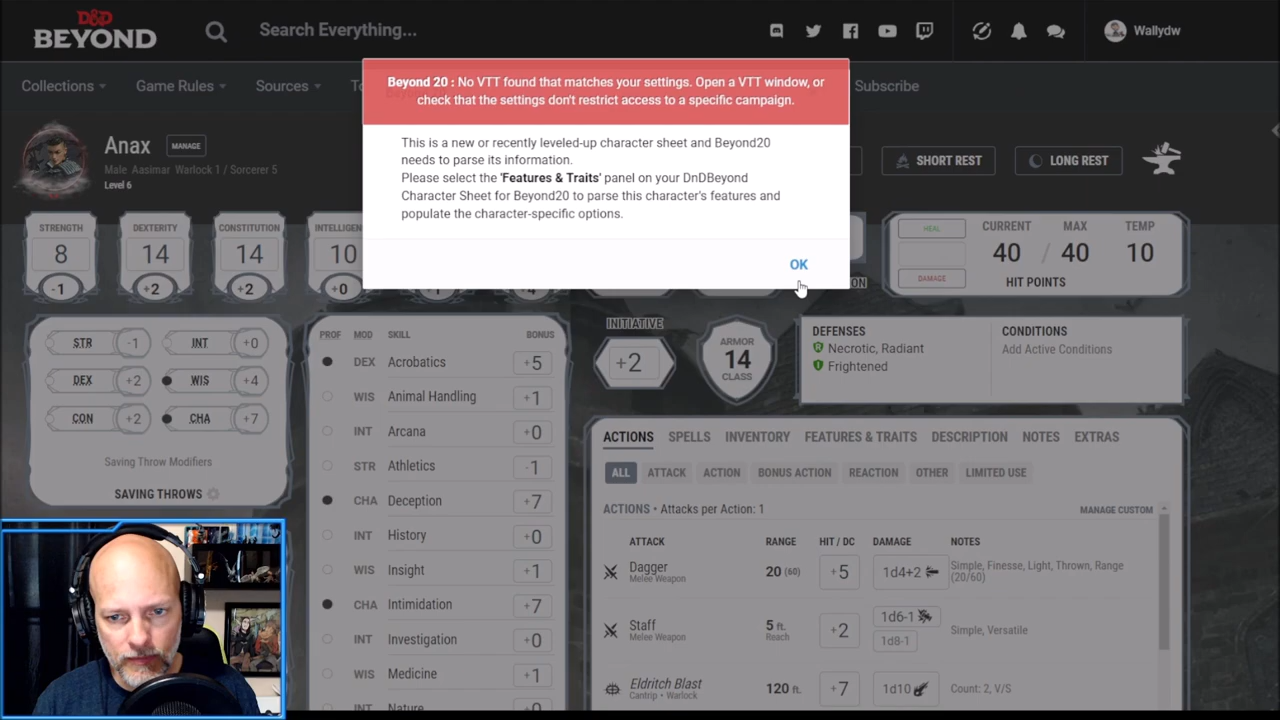 D&D
BEYOND
Search Everything...
Wallydw
Collections
Game Rules
Sources
Subscribe
Beyond 20 : No VTT found that matches your settings. Open a VTT window, or
check that the settings don't restrict access to a specific campaign.
This is a new or recently leveled-up character sheet and Beyond20
needs to parse its information.
Please select the 'Features & Traits' panel on your DnDBeyond
Character Sheet for Beyond20 to parse this character's features and
populate the character-specific options.
OK
Anax
MANAGE
Male Aasimar Warlock 1 / Sorcerer 5
Level 6
SHORT REST
LONG REST
STRENGTH
8
-1
DEXTERITY
14
+2
CONSTITUTION
14
+2
10
+0
HEAL
DAMAGE
CURRENT
MAX
TEMP
40 / 40
10
HIT POINTS
STR -1
INT +0
DEX +2
WIS +4
CON +2
CHA +7
Saving Throw Modifiers
SAVING THROWS
PROF MOD SKILL BONUS
DEX Acrobatics +5
WIS Animal Handling +1
INT Arcana +0
STR Athletics -1
CHA Deception +7
INT History +0
WIS Insight +1
CHA Intimidation +7
INT Investigation +0
WIS Medicine +1
INT Nature +0
INITIATIVE
+2
ARMOR
14
CLASS
DEFENSES
Necrotic, Radiant
Frightened
CONDITIONS
Add Active Conditions
ACTIONS SPELLS INVENTORY FEATURES & TRAITS DESCRIPTION NOTES EXTRAS
ALL ATTACK ACTION BONUS ACTION REACTION OTHER LIMITED USE
ACTIONS • Attacks per Action: 1
MANAGE CUSTOM
ATTACK RANGE HIT / DC DAMAGE NOTES
Dagger
Melee Weapon
20 (60)
+5
1d4+2
Simple, Finesse, Light, Thrown, Range
(20/60)
Staff
Melee Weapon
5 ft.
Reach
+2
1d6-1
1d8-1
Simple, Versatile
Eldritch Blast
Cantrip • Warlock
120 ft.
+7
1d10
Count: 2, V/S